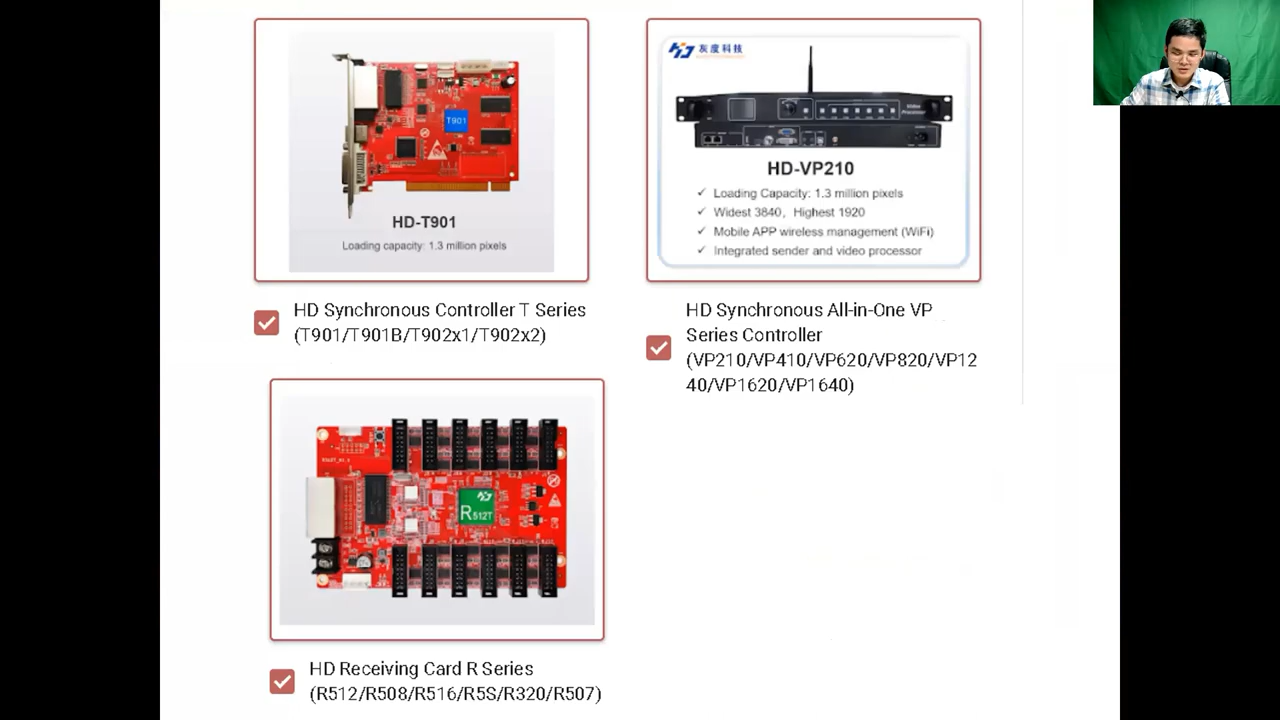 T901
HD-T901
Loading capacity: 1.3 million pixels
HD Synchronous Controller T Series
(T901/T901B/T902x1/T902x2)
灰度科技
HD-VP210
✓ Loading Capacity: 1.3 million pixels
✓ Widest 3840, Highest 1920
✓ Mobile APP wireless management (WiFi)
✓ Integrated sender and video processor
HD Synchronous All-in-One VP
Series Controller
(VP210/VP410/VP620/VP820/VP12
40/VP1620/VP1640)
R512T
HD Receiving Card R Series
(R512/R508/R516/R5S/R320/R507)